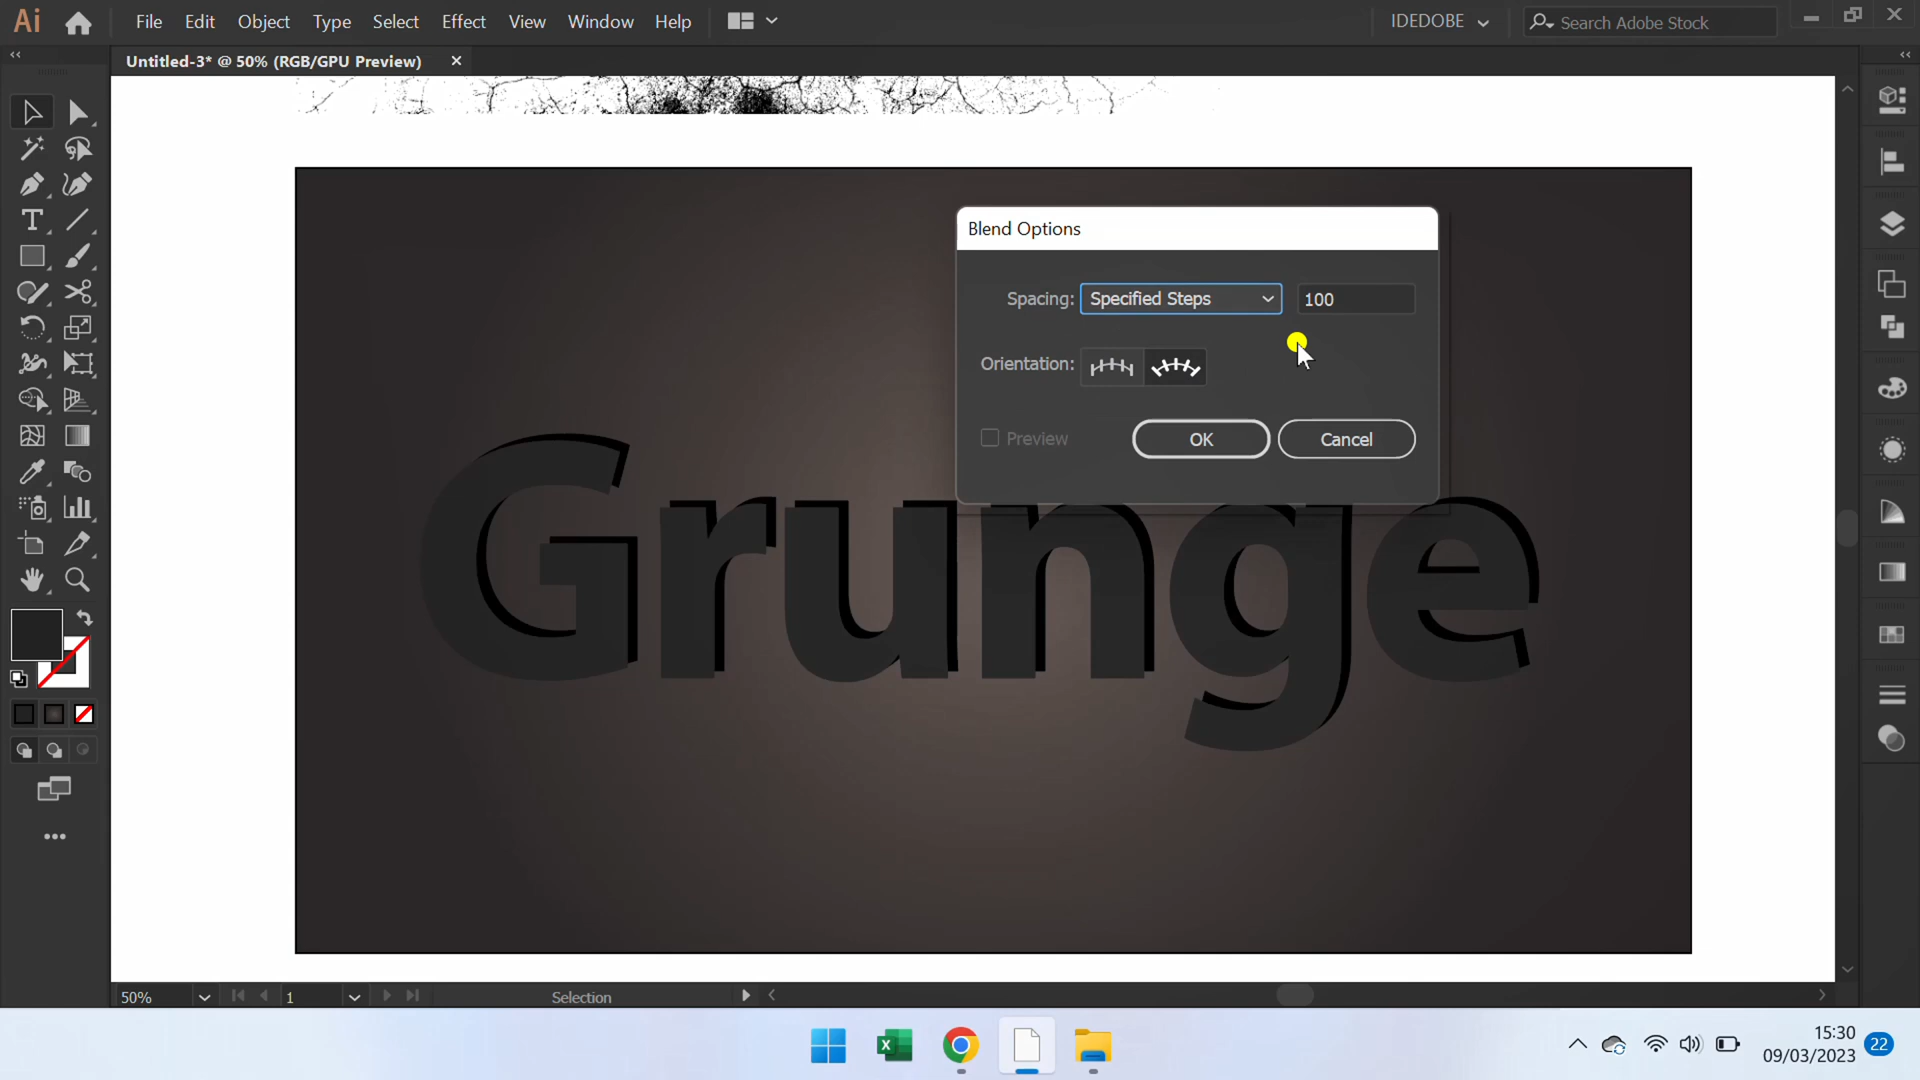 Ai File Edit Object Type Select Effect View Window Help IDEDOBE Search Adobe Stock
Untitled-3* @ 50% (RGB/GPU Preview)
Blend Options
Spacing: Specified Steps 100
Orientation:
Preview OK Cancel
Grunge
50% 1 Selection
15:30
09/03/2023 22